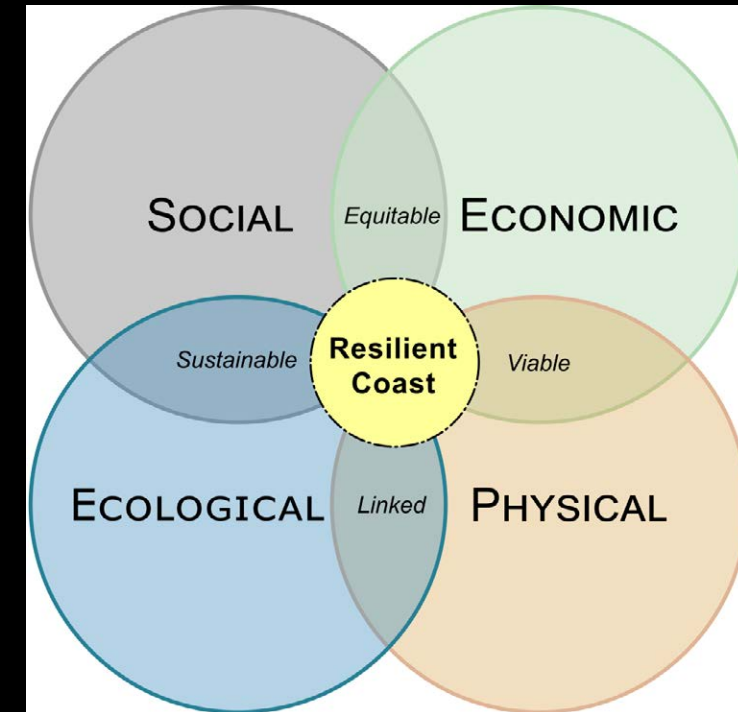 SOCIAL
Equitable
ECONOMIC
Sustainable
Resilient
Coast
Viable
ECOLOGICAL
Linked
PHYSICAL